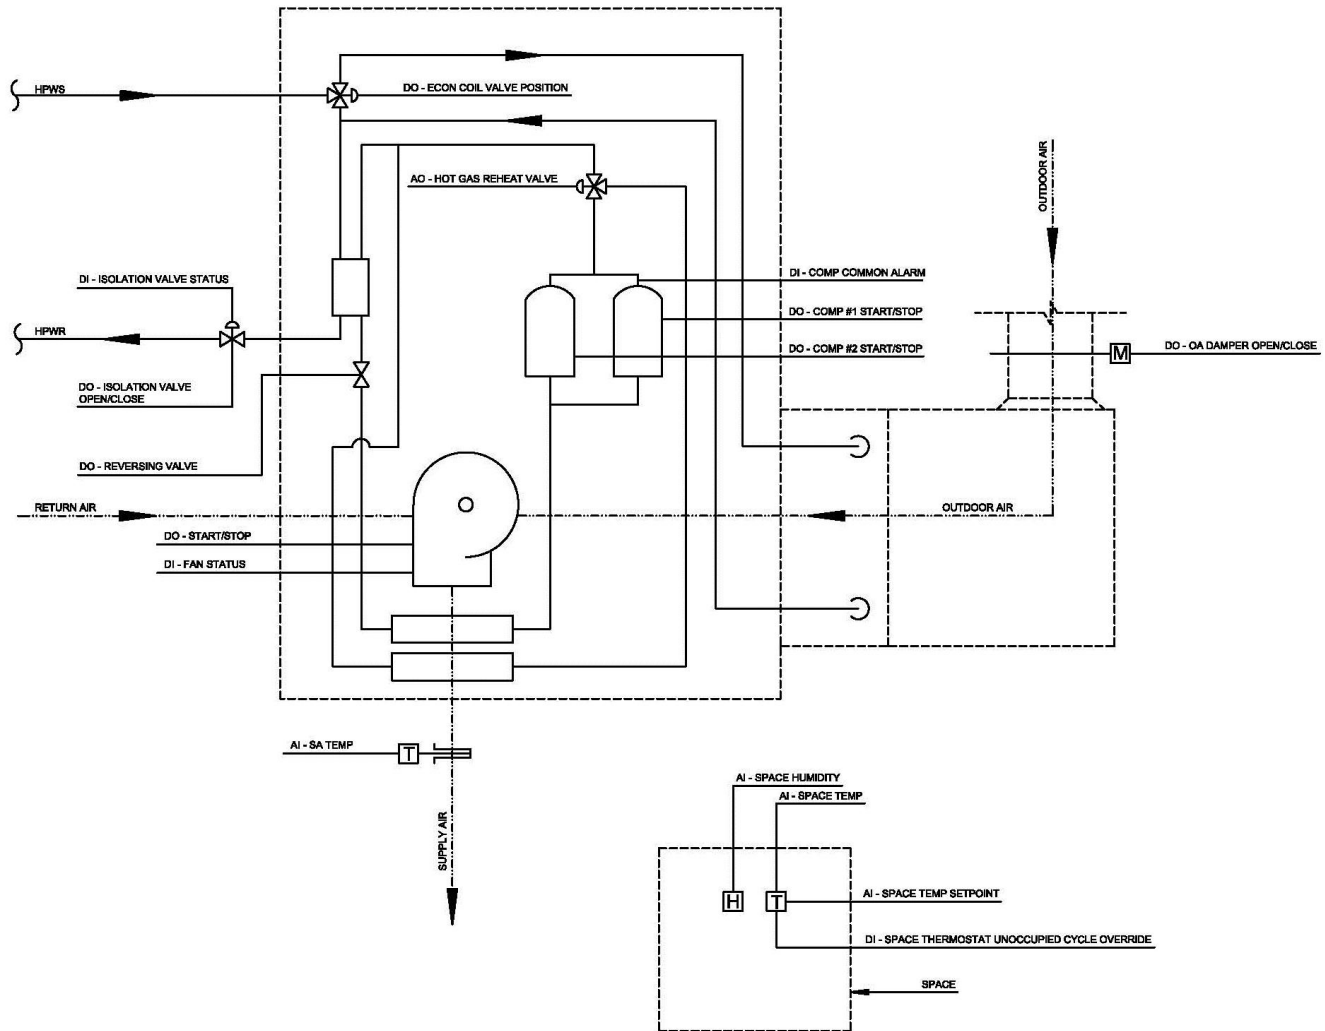 HPWS
DO - ECON COIL VALVE POSITION
OUTDOOR AIR
AO - HOT GAS REHEAT VALVE
DI - ISOLATION VALVE STATUS
DI - COMP COMMON ALARM
DO - COMP #1 START/STOP
HPWR
DO - COMP #2 START/STOP
M
DO - OA DAMPER OPEN/CLOSE
DO - ISOLATION VALVE
OPEN/CLOSE
DO - REVERSING VALVE
RETURN AIR
OUTDOOR AIR
DO - START/STOP
DI - FAN STATUS
AI - SA TEMP
T
SUPPLY AIR
AI - SPACE HUMIDITY
AI - SPACE TEMP
H
T
AI - SPACE TEMP SETPOINT
DI - SPACE THERMOSTAT UNOCCUPIED CYCLE OVERRIDE
SPACE